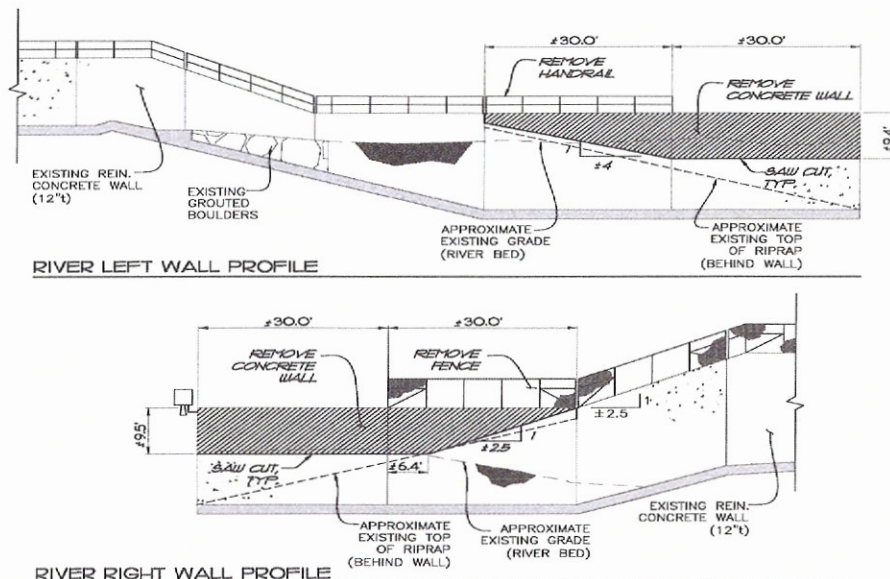 ±30.0'
±30.0'
REMOVE
HANDRAIL
REMOVE
CONCRETE WALL
±9.4'
1
±4
SAW CUT,
TYP.
EXISTING REIN.
CONCRETE WALL
(12"t)
EXISTING
GROUTED
BOULDERS
APPROXIMATE
EXISTING GRADE
(RIVER BED)
APPROXIMATE
EXISTING TOP
OF RIPRAP
(BEHIND WALL)
RIVER LEFT WALL PROFILE
±30.0'
±30.0'
REMOVE
CONCRETE
WALL
REMOVE
FENCE
1
±2.5
±9.5'
1
±2.5
SAW CUT,
TYP.
±6.4'
EXISTING REIN.
CONCRETE WALL
(12"t)
APPROXIMATE
EXISTING TOP
OF RIPRAP
(BEHIND WALL)
APPROXIMATE
EXISTING GRADE
(RIVER BED)
RIVER RIGHT WALL PROFILE